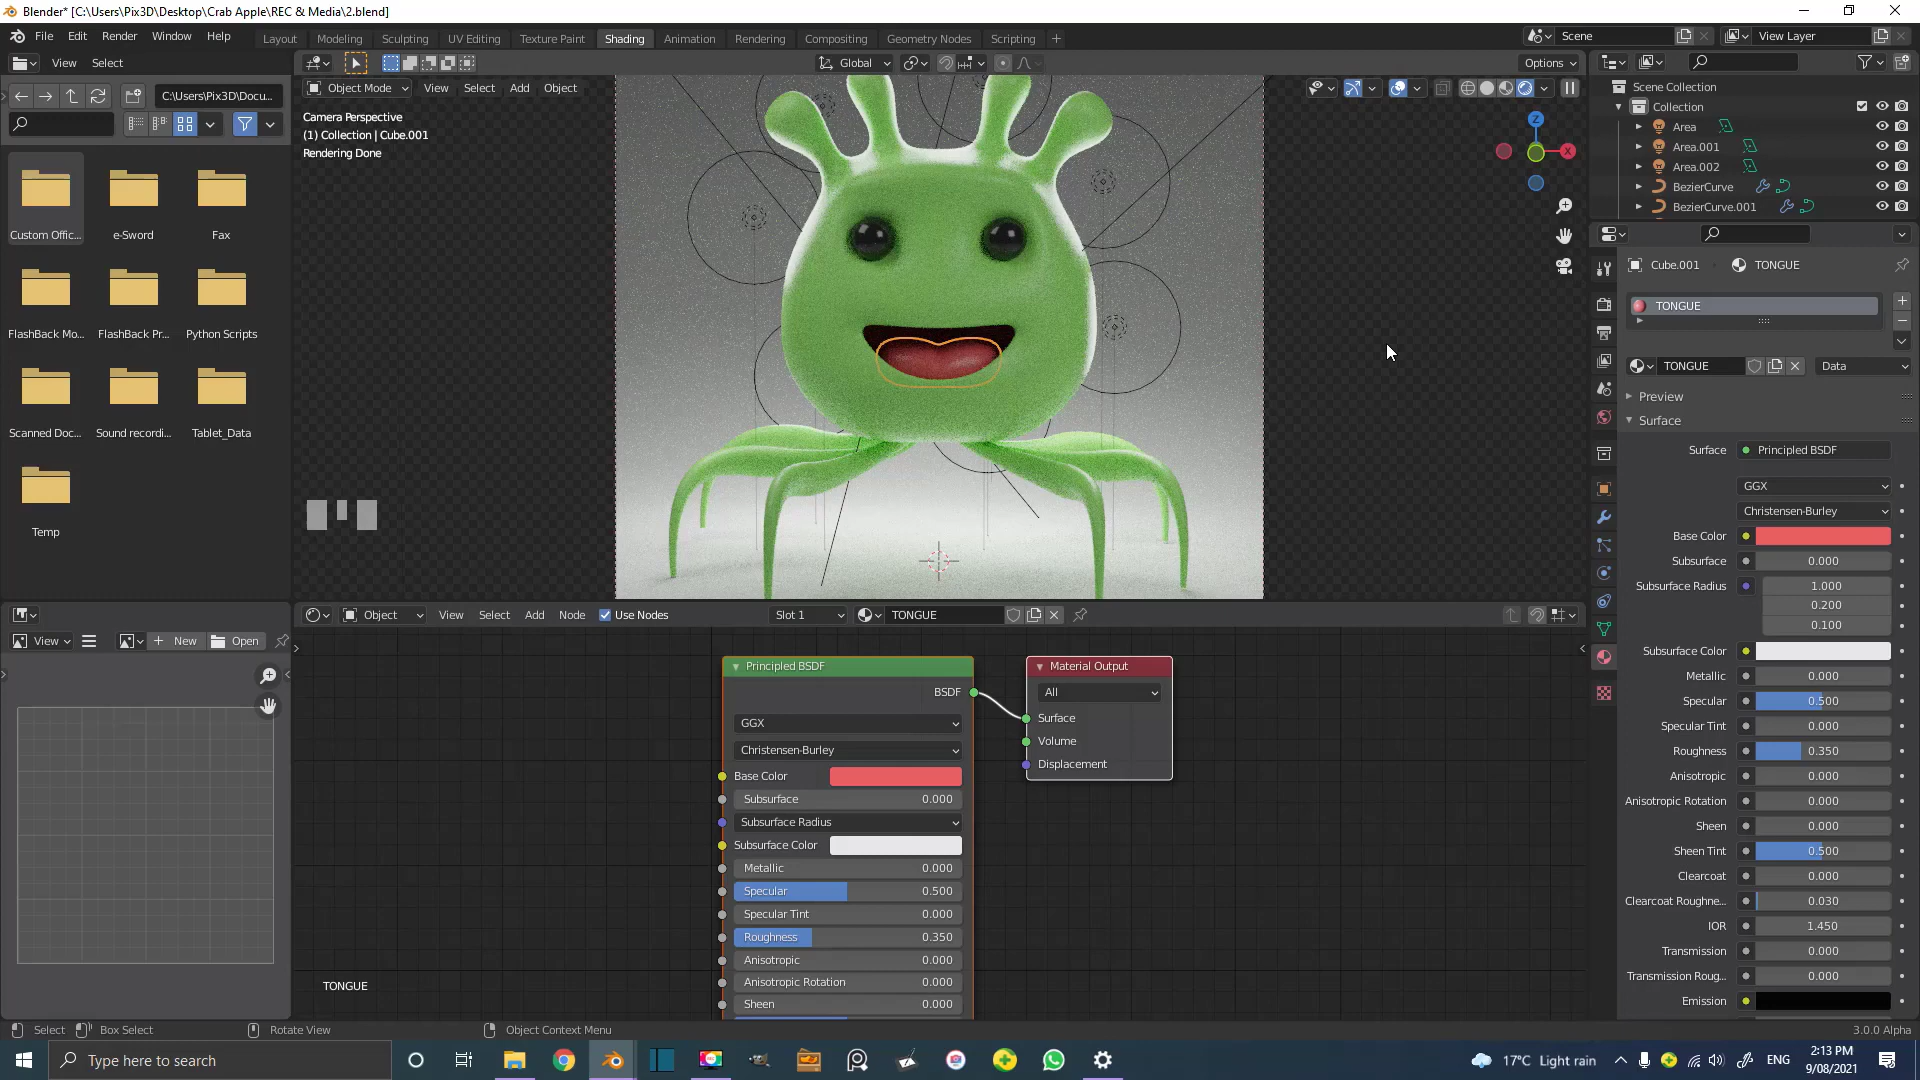 Blender* [C:\Users\Pix3D\Desktop\Crab Apple\REC & Media\2.blend]
File Edit Render Window Help
Layout Modeling Sculpting UV Editing Texture Paint Shading Animation Rendering Compositing Geometry Nodes Scripting
Scene
View Layer
View Select
Global
Options
C:\Users\Pix3D\Docu...
Object Mode View Select Add Object
Camera Perspective
(1) Collection | Cube.001
Rendering Done
Custom Offic...
e-Sword
Fax
FlashBack Mo...
FlashBack Pr...
Python Scripts
Scanned Doc...
Sound recordi...
Tablet_Data
Temp
Z
X
Scene Collection
Collection
Area
Area.001
Area.002
BezierCurve
BezierCurve.001
Cube.001
TONGUE
TONGUE
TONGUE
Data
Preview
Surface
Surface Principled BSDF
GGX
Christensen-Burley
Base Color
Subsurface 0.000
Subsurface Radius 1.000
0.200
0.100
Subsurface Color
Metallic 0.000
Specular 0.500
Specular Tint 0.000
Roughness 0.350
Anisotropic 0.000
Anisotropic Rotation 0.000
Sheen 0.000
Sheen Tint 0.500
Clearcoat 0.000
Clearcoat Roughne... 0.030
IOR 1.450
Transmission 0.000
Transmission Roug... 0.000
Emission
View
New
Open
Object View Select Add Node Use Nodes
Slot 1
TONGUE
Principled BSDF
BSDF
GGX
Christensen-Burley
Base Color
Subsurface 0.000
Subsurface Radius
Subsurface Color
Metallic 0.000
Specular 0.500
Specular Tint 0.000
Roughness 0.350
Anisotropic 0.000
Anisotropic Rotation 0.000
Sheen 0.000
Material Output
All
Surface
Volume
Displacement
TONGUE
Select
Box Select
Rotate View
Object Context Menu
3.0.0 Alpha
Type here to search
17°C Light rain
ENG
2:13 PM
9/08/2021